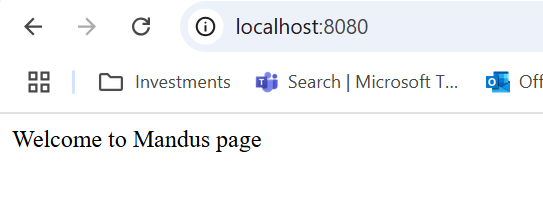 localhost:8080
Investments Search | Microsoft T... Off
Welcome to Mandus page